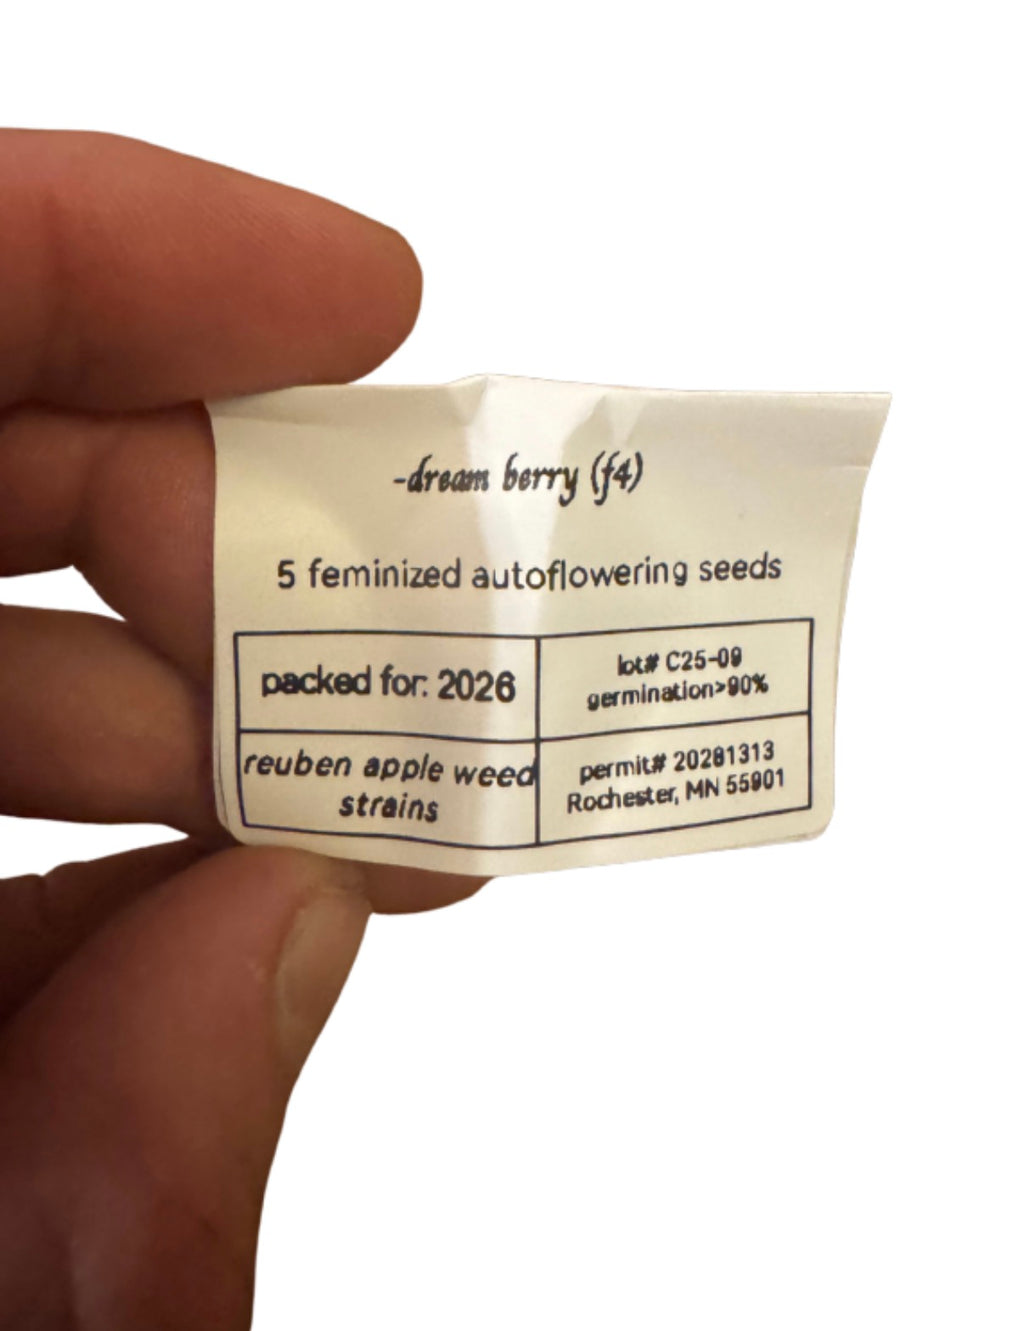 -dream berry (f4)
5 feminized autoflowering seeds
packed for: 2026
lot# C25-09
germination>90%
reuben apple weed
strains
permit# 20281313
Rochester, MN 55901